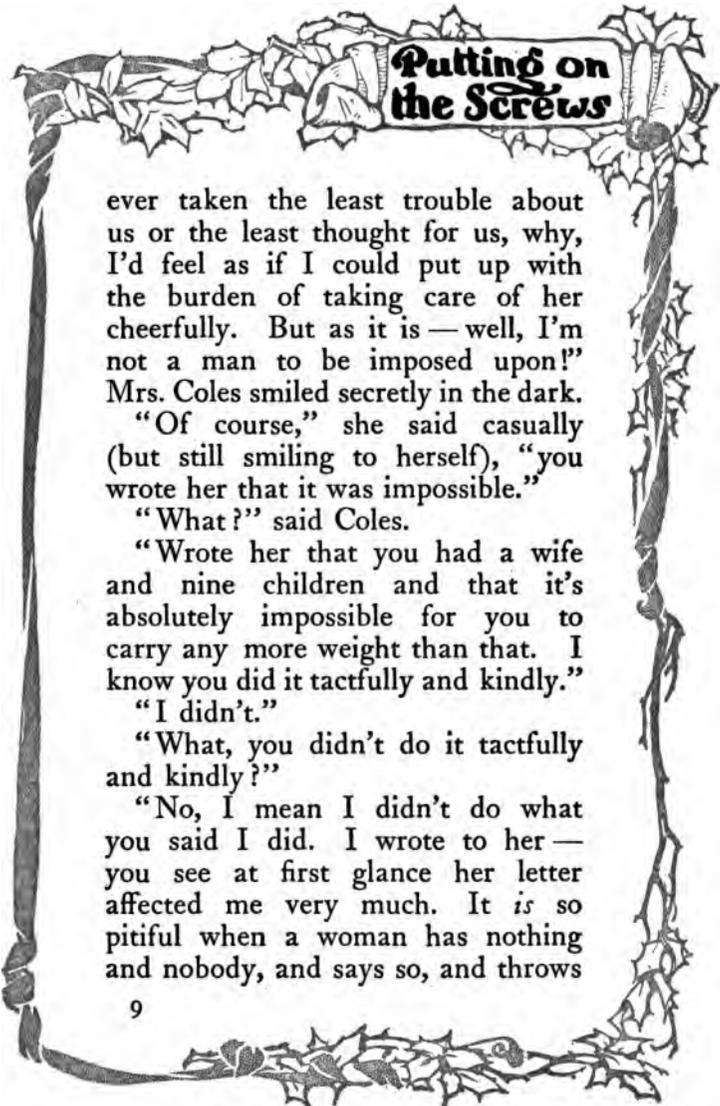 Putting on
the Screws
ever taken the least trouble about
us or the least thought for us, why,
I'd feel as if I could put up with
the burden of taking care of her
cheerfully. But as it is — well, I'm
not a man to be imposed upon!”
Mrs. Coles smiled secretly in the dark.
“Of course,” she said casually
(but still smiling to herself), “you
wrote her that it was impossible.”
“What?” said Coles.
“Wrote her that you had a wife
and nine children and that it's
absolutely impossible for you to
carry any more weight than that. I
know you did it tactfully and kindly.”
“I didn't.”
“What, you didn't do it tactfully
and kindly?”
“No, I mean I didn't do what
you said I did. I wrote to her —
you see at first glance her letter
affected me very much. It is so
pitiful when a woman has nothing
and nobody, and says so, and throws
9